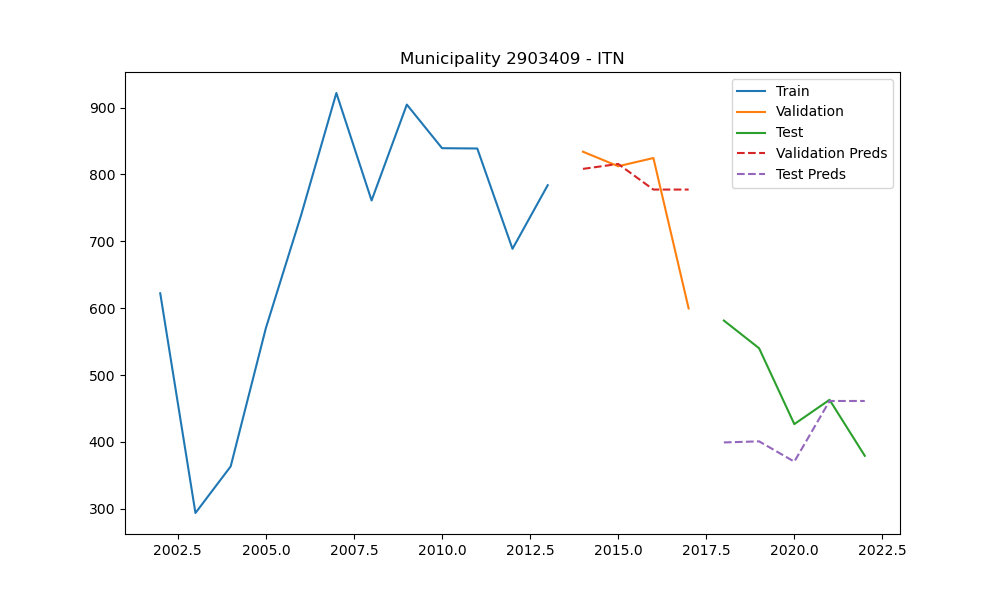 Municipality 2903409 - ITN
Train
Validation
Test
Validation Preds
Test Preds
900
800
700
600
500
400
300
2002.5 2005.0 2007.5 2010.0 2012.5 2015.0 2017.5 2020.0 2022.5